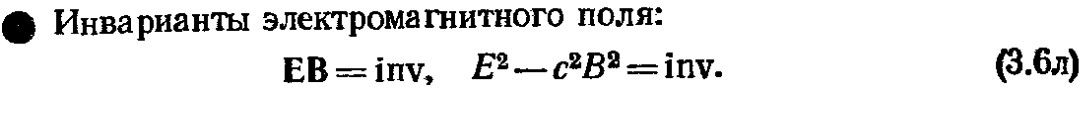 ● Инварианты электромагнитного поля:
EB = inv, E² — c²B² = inv. (3.6л)